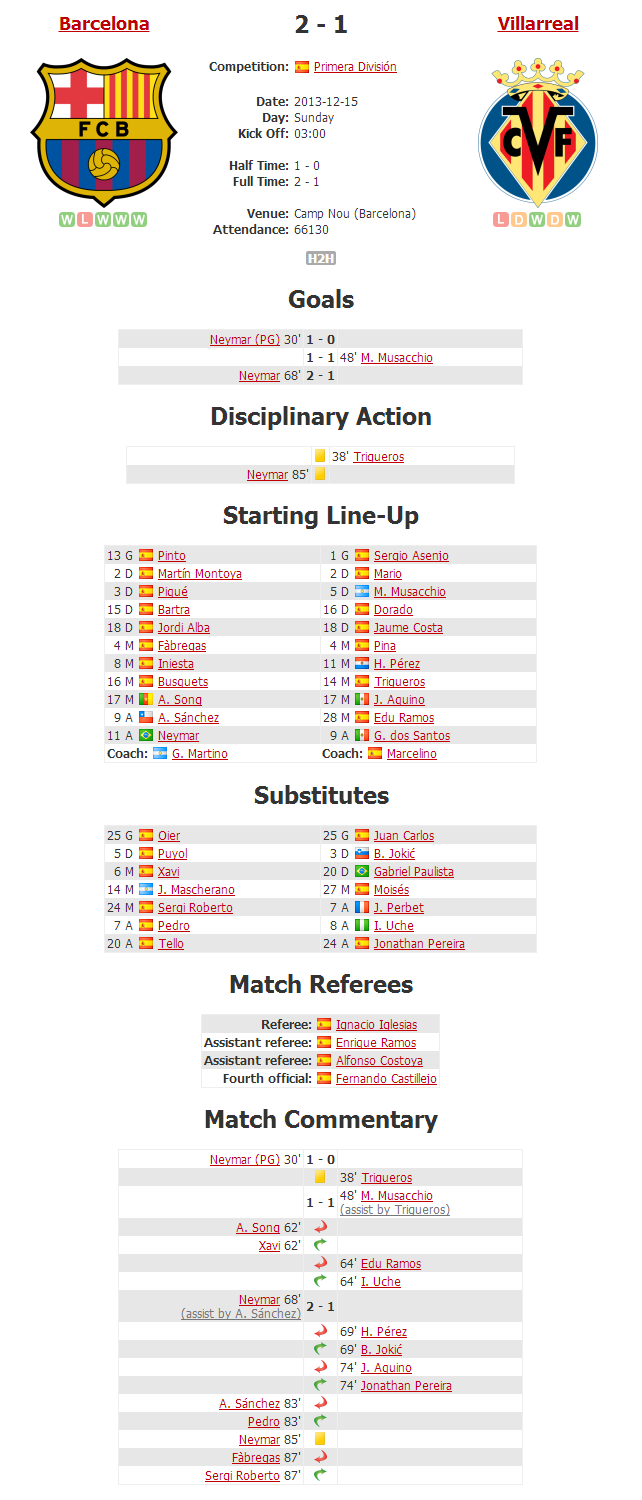 Barcelona 2 - 1 Villarreal
Competition: Primera División
Date: 2013-12-15
Day: Sunday
Kick Off: 03:00
Half Time: 1 - 0
Full Time: 2 - 1
Venue: Camp Nou (Barcelona)
Attendance: 66130
FCB
CVF
W L W W W
L D W D W
H2H
Goals
Neymar (PG) 30' 1 - 0
1 - 1 48' M. Musacchio
Neymar 68' 2 - 1
Disciplinary Action
38' Trigueros
Neymar 85'
Starting Line-Up
13 G Pinto 1 G Sergio Asenjo
2 D Martín Montoya 2 D Mario
3 D Piqué 5 D M. Musacchio
15 D Bartra 16 D Dorado
18 D Jordi Alba 18 D Jaume Costa
4 M Fàbregas 4 M Pina
8 M Iniesta 11 M H. Pérez
16 M Busquets 14 M Trigueros
17 M A. Song 17 M J. Aquino
9 A A. Sánchez 28 M Edu Ramos
11 A Neymar 9 A G. dos Santos
Coach: G. Martino Coach: Marcelino
Substitutes
25 G Oier 25 G Juan Carlos
5 D Puyol 3 D B. Jokić
6 M Xavi 20 D Gabriel Paulista
14 M J. Mascherano 27 M Moisés
24 M Sergi Roberto 7 A J. Perbet
7 A Pedro 8 A I. Uche
20 A Tello 24 A Jonathan Pereira
Match Referees
Referee: Ignacio Iglesias
Assistant referee: Enrique Ramos
Assistant referee: Alfonso Costoya
Fourth official: Fernando Castillejo
Match Commentary
Neymar (PG) 30' 1 - 0
38' Trigueros
1 - 1 48' M. Musacchio
(assist by Trigueros)
A. Song 62'
Xavi 62'
64' Edu Ramos
64' I. Uche
Neymar 68' 2 - 1
(assist by A. Sánchez)
69' H. Pérez
69' B. Jokić
74' J. Aquino
74' Jonathan Pereira
A. Sánchez 83'
Pedro 83'
Neymar 85'
Fàbregas 87'
Sergi Roberto 87'